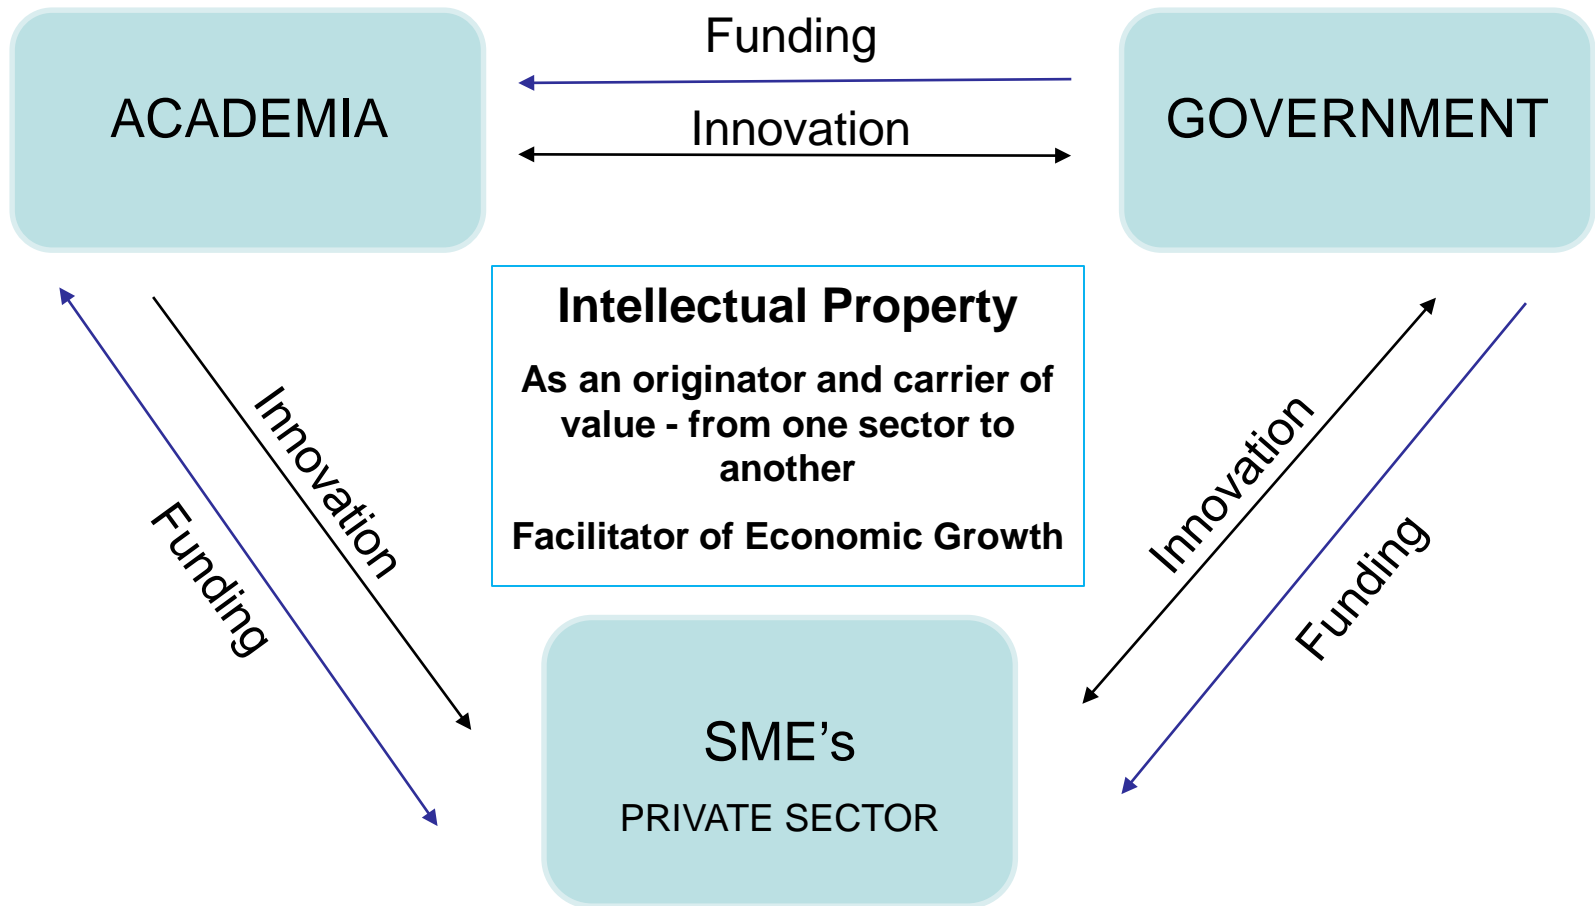 Funding
ACADEMIA
GOVERNMENT
Innovation
Intellectual Property
As an originator and carrier of
value - from one sector to
another
Facilitator of Economic Growth
Innovation
Funding
Innovation
Funding
SME’s
PRIVATE SECTOR